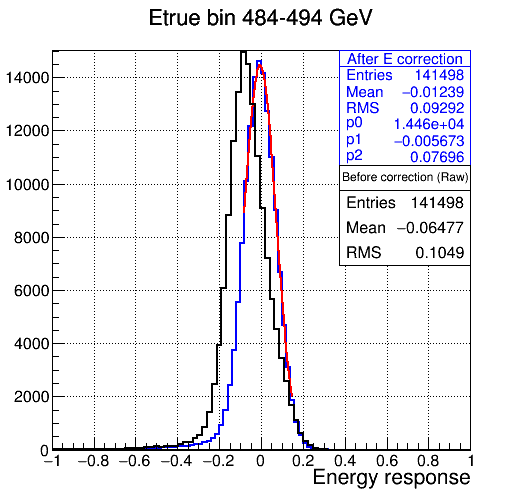 Etrue bin 484-494 GeV
After E correction
Entries 141498
Mean −0.01239
RMS 0.09292
p0 1.446e+04
p1 −0.005673
p2 0.07696
Before correction (Raw)
Entries 141498
Mean −0.06477
RMS 0.1049
14000
12000
10000
8000
6000
4000
2000
0
−1 −0.8 −0.6 −0.4 −0.2 0 0.2 0.4 0.6 0.8 1
Energy response